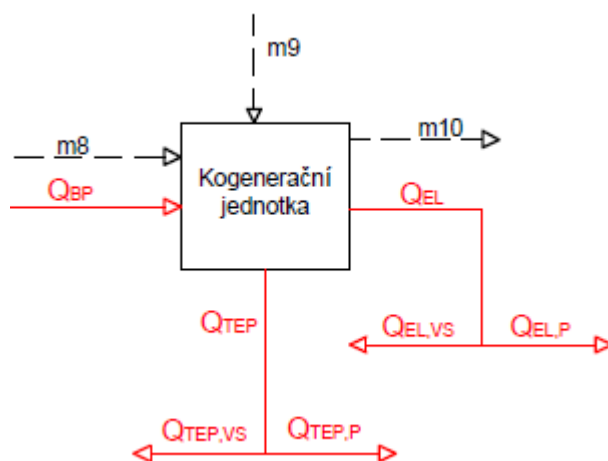 m9
m8
m10
Kogenerační
jednotka
QBP
QEL
QTEP
QEL,VS
QEL,P
QTEP,VS
QTEP,P